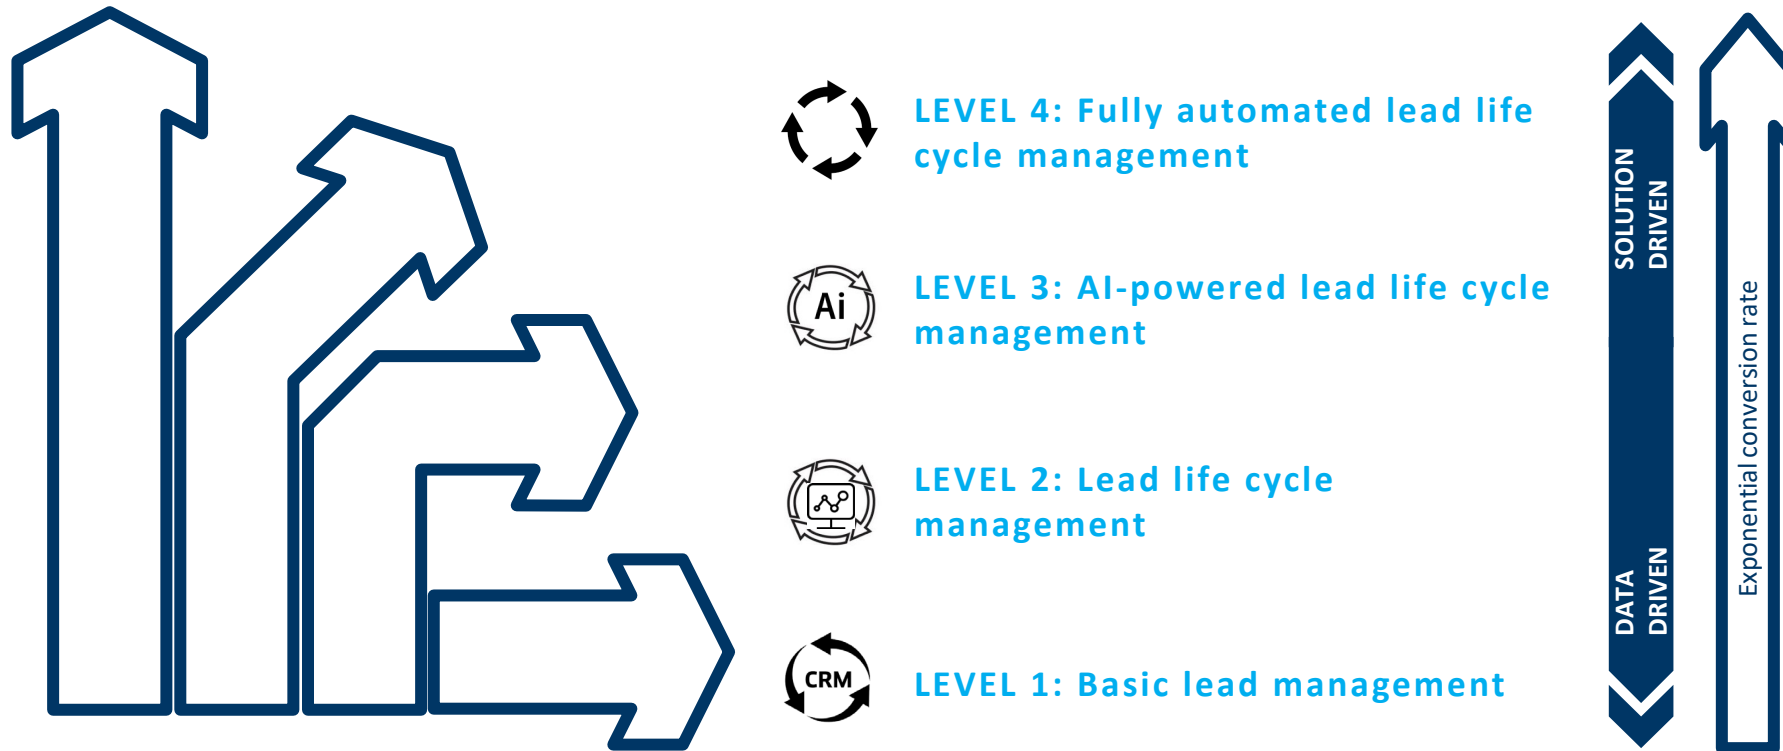 LEVEL 4: Fully automated lead life
cycle management
Ai
LEVEL 3: AI-powered lead life cycle
management
LEVEL 2: Lead life cycle
management
CRM
LEVEL 1: Basic lead management
SOLUTION
DRIVEN
DATA
DRIVEN
Exponential conversion rate